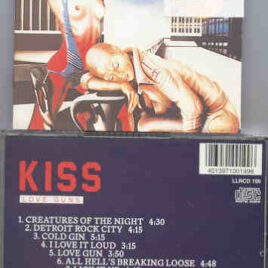 4013971001996
LLRCD 199
KISS
LOVE GUNS
1. CREATURES OF THE NIGHT 4:30
2. DETROIT ROCK CITY 4:15
3. COLD GIN 5:15
4. I LOVE IT LOUD 3:15
5. LOVE GUN 3:50
6. ALL HELL'S BREAKING LOOSE 4:48